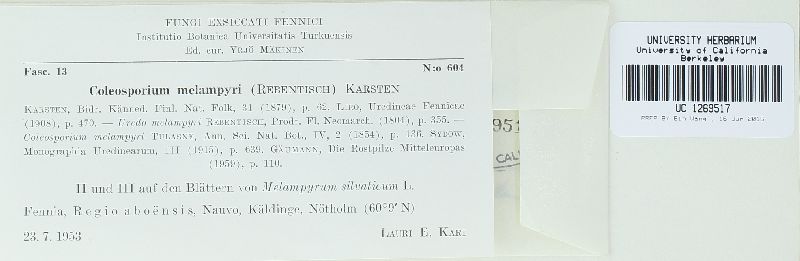 FUNGI EXSICCATI FENNICI
Instituto Botanica Universitatis Turkuensis
Ed. cur. YRJÖ MÄKINEN
Fasc. 13 N:o 604
Coleosporium melampyri (REBENTISCH) KARSTEN
KARSTEN, Bidr. Känned. Finl. Nat. Folk, 31 (1879), p. 62. LIRO, Uredineae Fennicae
(1908), p. 470. — Uredo melampyri REBENTISCH, Prodr. Fl. Neomarch. (1804), p. 355. —
Coleosporium melampyri TULASNE, Ann. Sci. Nat. Bot., IV, 2 (1854), p. 136. SYDOW,
Monographia Uredinearum, III (1915), p. 639. GÄUMANN, Die Rostpilze Mitteleuropas
(1959), p. 110.
II und III auf den Blättern von Melampyrum silvaticum L.
Fennia, Regio aboënsis, Nauvo, Käldinge, Nötholm (60°9′ N)
23. 7. 1953 LAURI E. KARI
951
CAL
UNIVERSITY HERBARIUM
University of California
Berkeley
UC 1269517